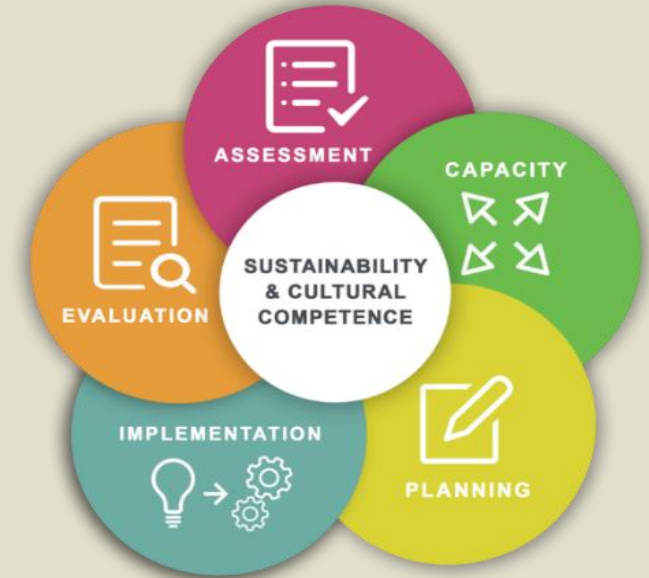 ASSESSMENT
CAPACITY
SUSTAINABILITY
& CULTURAL
COMPETENCE
EVALUATION
PLANNING
IMPLEMENTATION